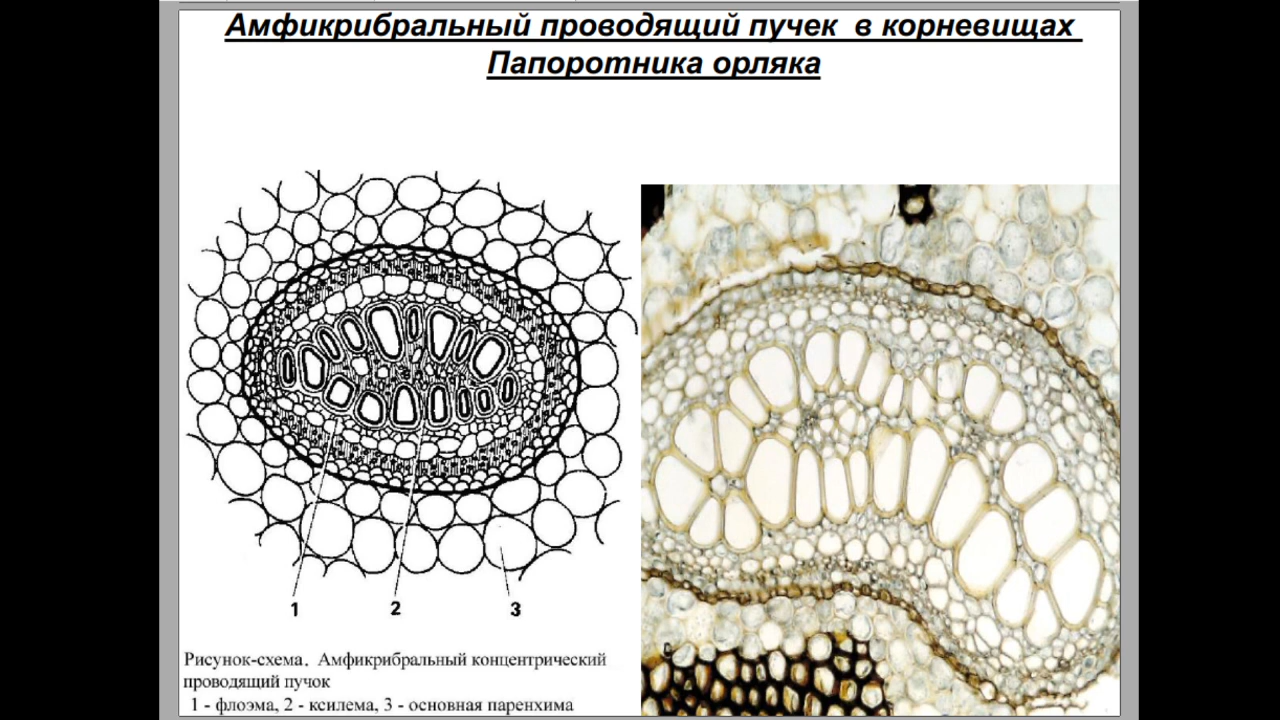 Амфикрибральный проводящий пучек в корневищах
Папоротника орляка
1 2 3
Рисунок-схема. Амфикрибральный концентрический
проводящий пучок
1 - флоэма, 2 - ксилема, 3 - основная паренхима